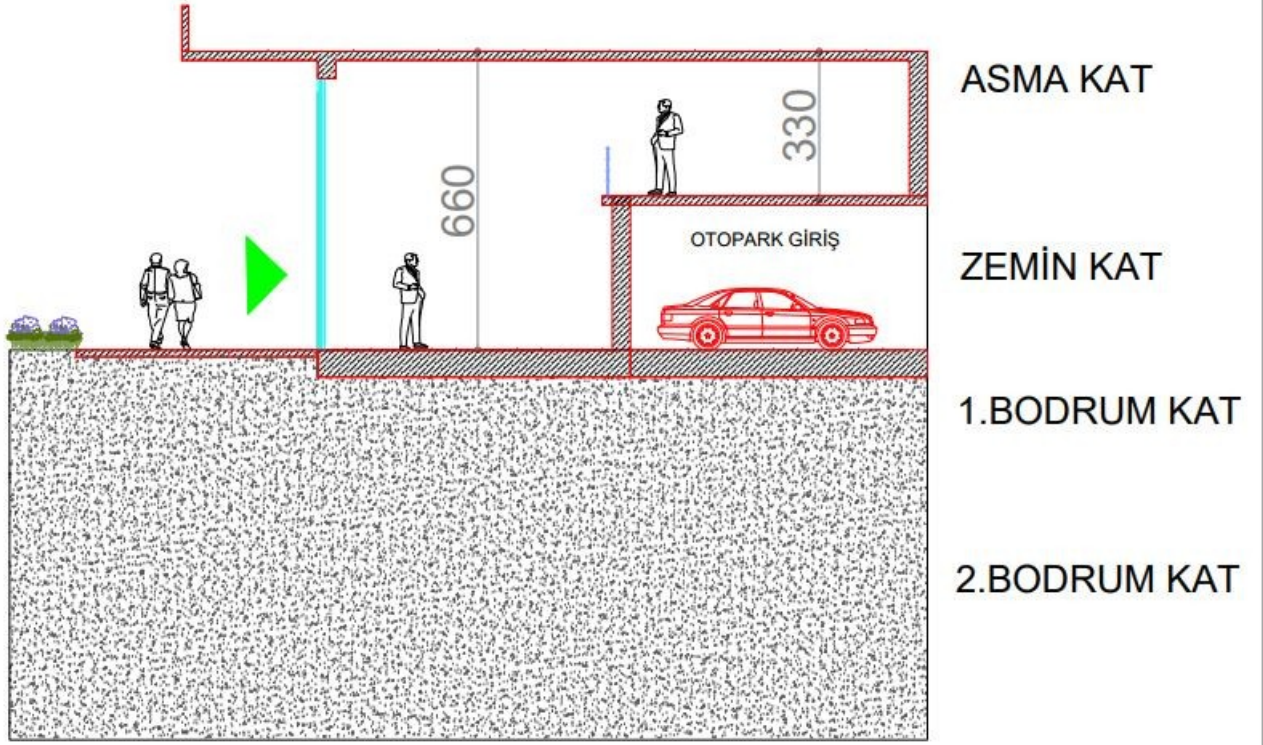 ASMA KAT
330
660
OTOPARK GİRİŞ
ZEMİN KAT
1.BODRUM KAT
2.BODRUM KAT